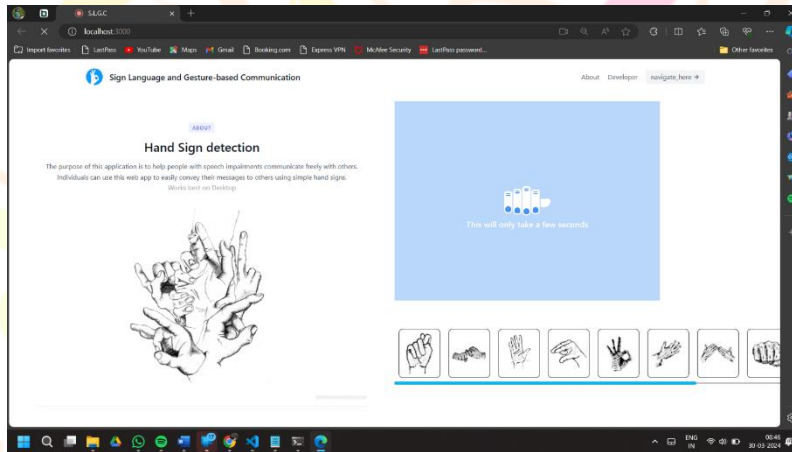 SLGC
localhost:3000
Import favorites LastPass YouTube Maps Gmail Booking.com Express VPN McAfee Security LastPass password... Other favorites
Sign Language and Gesture-based Communication
About Developer navigate_here →
ABOUT
Hand Sign detection
The purpose of this application is to help people with speech impairments communicate freely with others.
Individuals can use this web app to easily convey their messages to others using simple hand signs.
Works best on Desktop
This will only take a few seconds
ENG
IN
08:46
30-03-2024